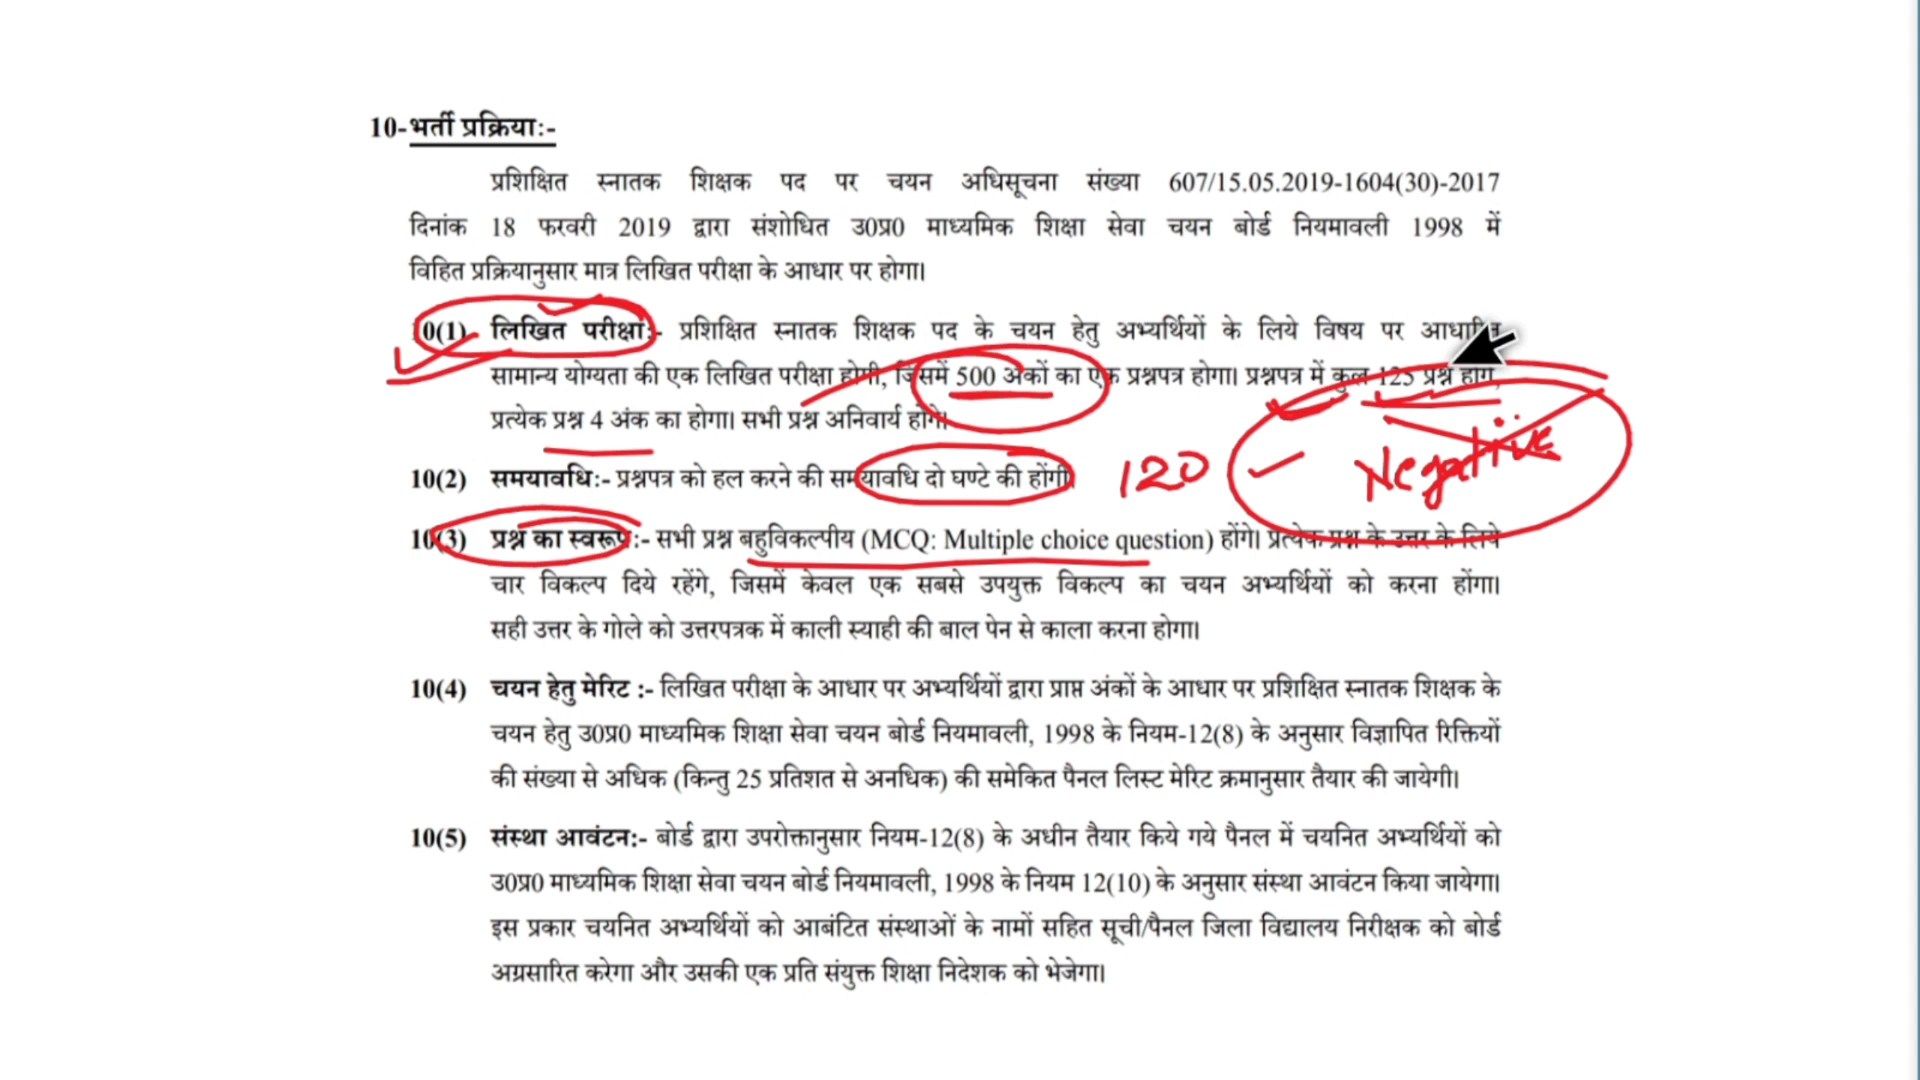 10-भर्ती प्रक्रियाः-
प्रशिक्षित स्नातक शिक्षक पद पर चयन अधिसूचना संख्या 607/15.05.2019-1604(30)-2017
दिनांक 18 फरवरी 2019 द्वारा संशोधित उ0प्र0 माध्यमिक शिक्षा सेवा चयन बोर्ड नियमावली 1998 में
विहित प्रक्रियानुसार मात्र लिखित परीक्षा के आधार पर होगा।
10(1) लिखित परीक्षाः- प्रशिक्षित स्नातक शिक्षक पद के चयन हेतु अभ्यर्थियों के लिये विषय पर आधारित
सामान्य योग्यता की एक लिखित परीक्षा होगी, जिसमें 500 अंकों का एक प्रश्नपत्र होगा। प्रश्नपत्र में कुल 125 प्रश्न होंगे,
प्रत्येक प्रश्न 4 अंक का होगा। सभी प्रश्न अनिवार्य होंगे।
Negative
10(2) समयावधिः- प्रश्नपत्र को हल करने की समयावधि दो घण्टे की होंगी। 120
10(3) प्रश्न का स्वरूपः- सभी प्रश्न बहुविकल्पीय (MCQ: Multiple choice question) होंगे। प्रत्येक प्रश्न के उत्तर के लिये
चार विकल्प दिये रहेंगे, जिसमें केवल एक सबसे उपयुक्त विकल्प का चयन अभ्यर्थियों को करना होंगा।
सही उत्तर के गोले को उत्तरपत्रक में काली स्याही की बाल पेन से काला करना होगा।
10(4) चयन हेतु मेरिट :- लिखित परीक्षा के आधार पर अभ्यर्थियों द्वारा प्राप्त अंकों के आधार पर प्रशिक्षित स्नातक शिक्षक के
चयन हेतु उ0प्र0 माध्यमिक शिक्षा सेवा चयन बोर्ड नियमावली, 1998 के नियम-12(8) के अनुसार विज्ञापित रिक्तियों
की संख्या से अधिक (किन्तु 25 प्रतिशत से अनधिक) की समेकित पैनल लिस्ट मेरिट क्रमानुसार तैयार की जायेगी।
10(5) संस्था आवंटनः- बोर्ड द्वारा उपरोक्तानुसार नियम-12(8) के अधीन तैयार किये गये पैनल में चयनित अभ्यर्थियों को
उ0प्र0 माध्यमिक शिक्षा सेवा चयन बोर्ड नियमावली, 1998 के नियम 12(10) के अनुसार संस्था आवंटन किया जायेगा।
इस प्रकार चयनित अभ्यर्थियों को आबंटित संस्थाओं के नामों सहित सूची/पैनल जिला विद्यालय निरीक्षक को बोर्ड
अग्रसारित करेगा और उसकी एक प्रति संयुक्त शिक्षा निदेशक को भेजेगा।